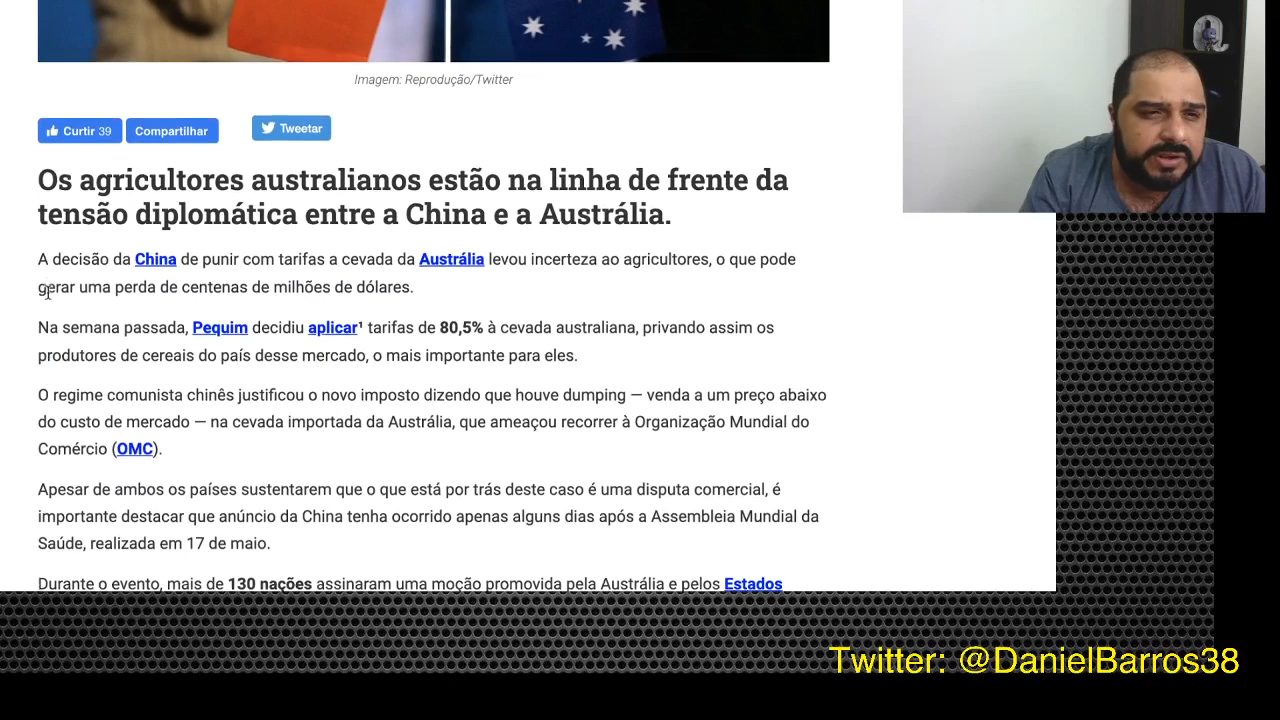 Imagem: Reprodução/Twitter
Curtir 39 Compartilhar Tweetar
Os agricultores australianos estão na linha de frente da
tensão diplomática entre a China e a Austrália.
A decisão da China de punir com tarifas a cevada da Austrália levou incerteza ao agricultores, o que pode
gerar uma perda de centenas de milhões de dólares.
Na semana passada, Pequim decidiu aplicar¹ tarifas de 80,5% à cevada australiana, privando assim os
produtores de cereais do país desse mercado, o mais importante para eles.
O regime comunista chinês justificou o novo imposto dizendo que houve dumping — venda a um preço abaixo
do custo de mercado — na cevada importada da Austrália, que ameaçou recorrer à Organização Mundial do
Comércio (OMC).
Apesar de ambos os países sustentarem que o que está por trás deste caso é uma disputa comercial, é
importante destacar que anúncio da China tenha ocorrido apenas alguns dias após a Assembleia Mundial da
Saúde, realizada em 17 de maio.
Durante o evento, mais de 130 nações assinaram uma moção promovida pela Austrália e pelos Estados
Twitter: @DanielBarros38